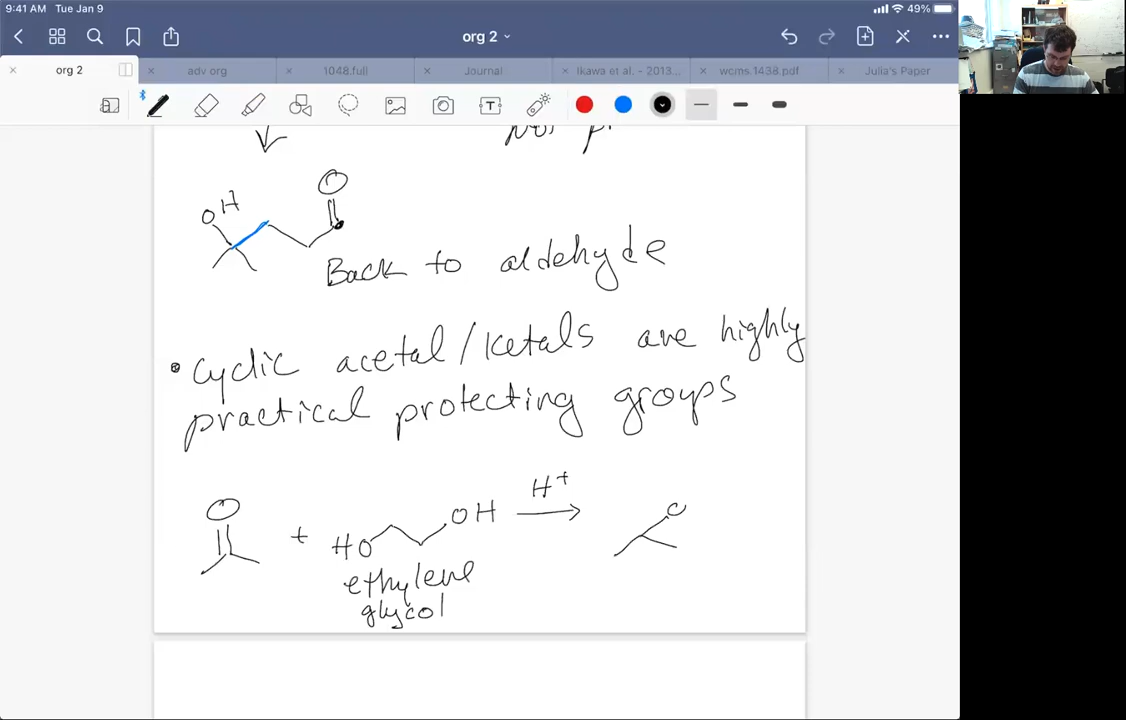 9:41 AM Tue Jan 9
49%
org 2
org 2
adv org
1048.full
Journal
Ikawa et al. - 2013...
wcms.1438.pdf
Julia's Paper
T
OH
O
Back to aldehyde
Cyclic acetal/ketals are highly
practical protecting groups
O
+
HO
OH
H+
O
ethylene
glycol